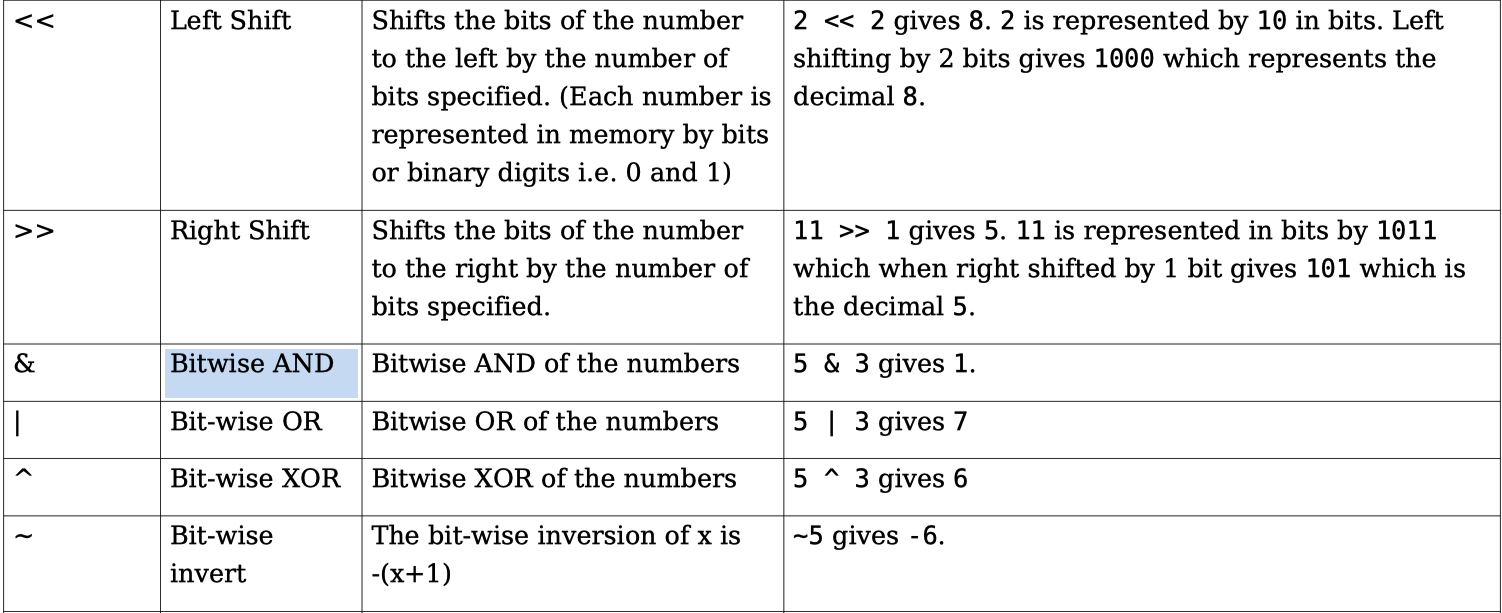 <<
Left Shift
Shifts the bits of the number
to the left by the number of
bits specified. (Each number is
represented in memory by bits
or binary digits i.e. 0 and 1)
2 << 2 gives 8. 2 is represented by 10 in bits. Left
shifting by 2 bits gives 1000 which represents the
decimal 8.
>>
Right Shift
Shifts the bits of the number
to the right by the number of
bits specified.
11 >> 1 gives 5. 11 is represented in bits by 1011
which when right shifted by 1 bit gives 101 which is
the decimal 5.
&
Bitwise AND
Bitwise AND of the numbers
5 & 3 gives 1.
|
Bit-wise OR
Bitwise OR of the numbers
5 | 3 gives 7
^
Bit-wise XOR
Bitwise XOR of the numbers
5 ^ 3 gives 6
~
Bit-wise
invert
The bit-wise inversion of x is
-(x+1)
~5 gives -6.